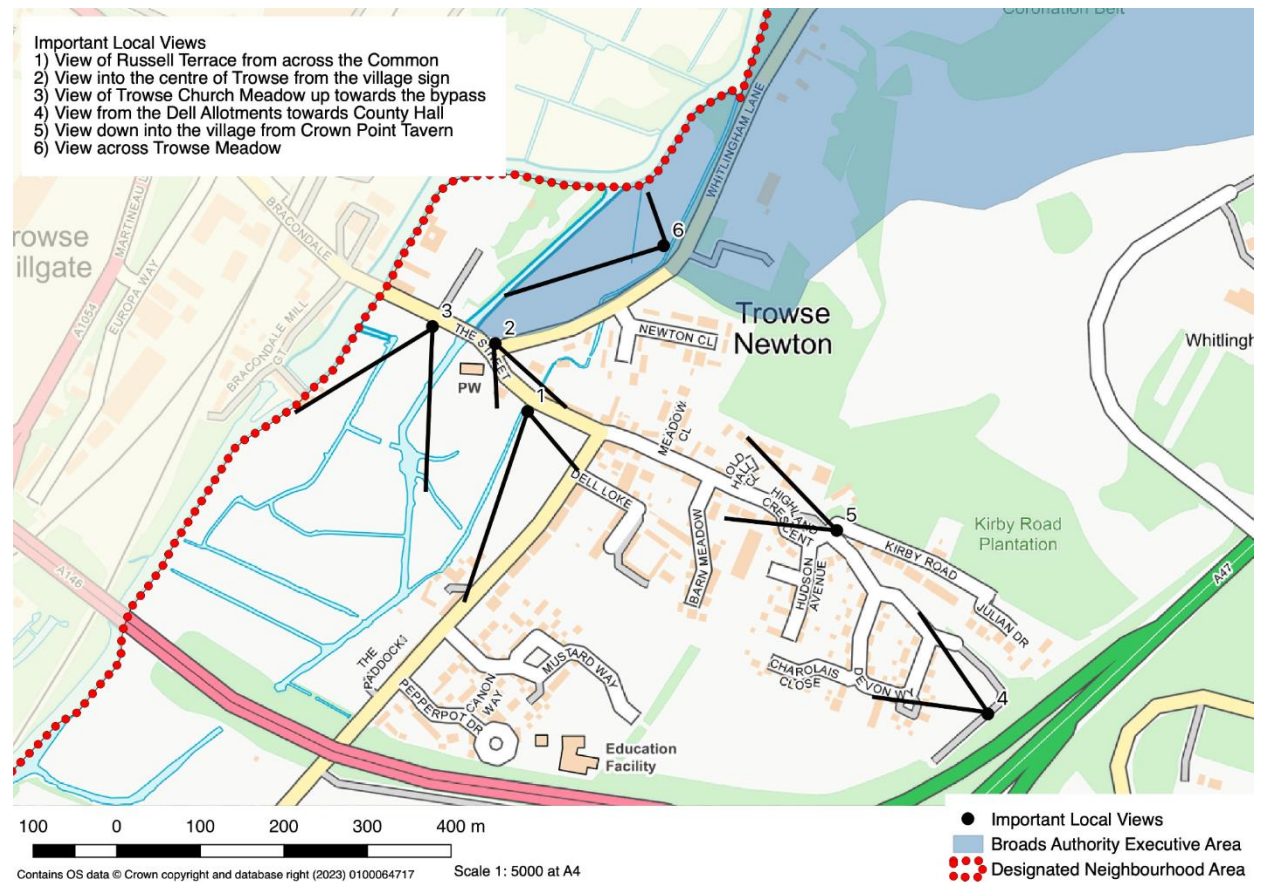 Coronation Belt
Important Local Views
1) View of Russell Terrace from across the Common
2) View into the centre of Trowse from the village sign
3) View of Trowse Church Meadow up towards the bypass
4) View from the Dell Allotments towards County Hall
5) View down into the village from Crown Point Tavern
6) View across Trowse Meadow
WHITLINGHAM LANE
MARTINEAU L
BRACONDALE
rowse
illgate
6
EUROPA WAY
A1054
BRACONDALE MILL
GT
3
THE STREET
2
Trowse
Newton
NEWTON CL
Whitlingh
PW
1
MEADOW
CL
DELL LOKE
OLD
HALL
CL
HIGHLAND
CRESCENT
5
Kirby Road
Plantation
KIRBY ROAD
BARN MEADOW
HUDSON
AVENUE
A146
A47
JULIAN DR
THE
PADDOCK
MUSTARD WAY
CANON
WAY
PEPPERPOT DR
CHAROLAIS
CLOSE
DEVON WY
4
Education
Facility
100 0 100 200 300 400 m
Contains OS data © Crown copyright and database right (2023) 0100064717
Scale 1: 5000 at A4
Important Local Views
Broads Authority Executive Area
Designated Neighbourhood Area